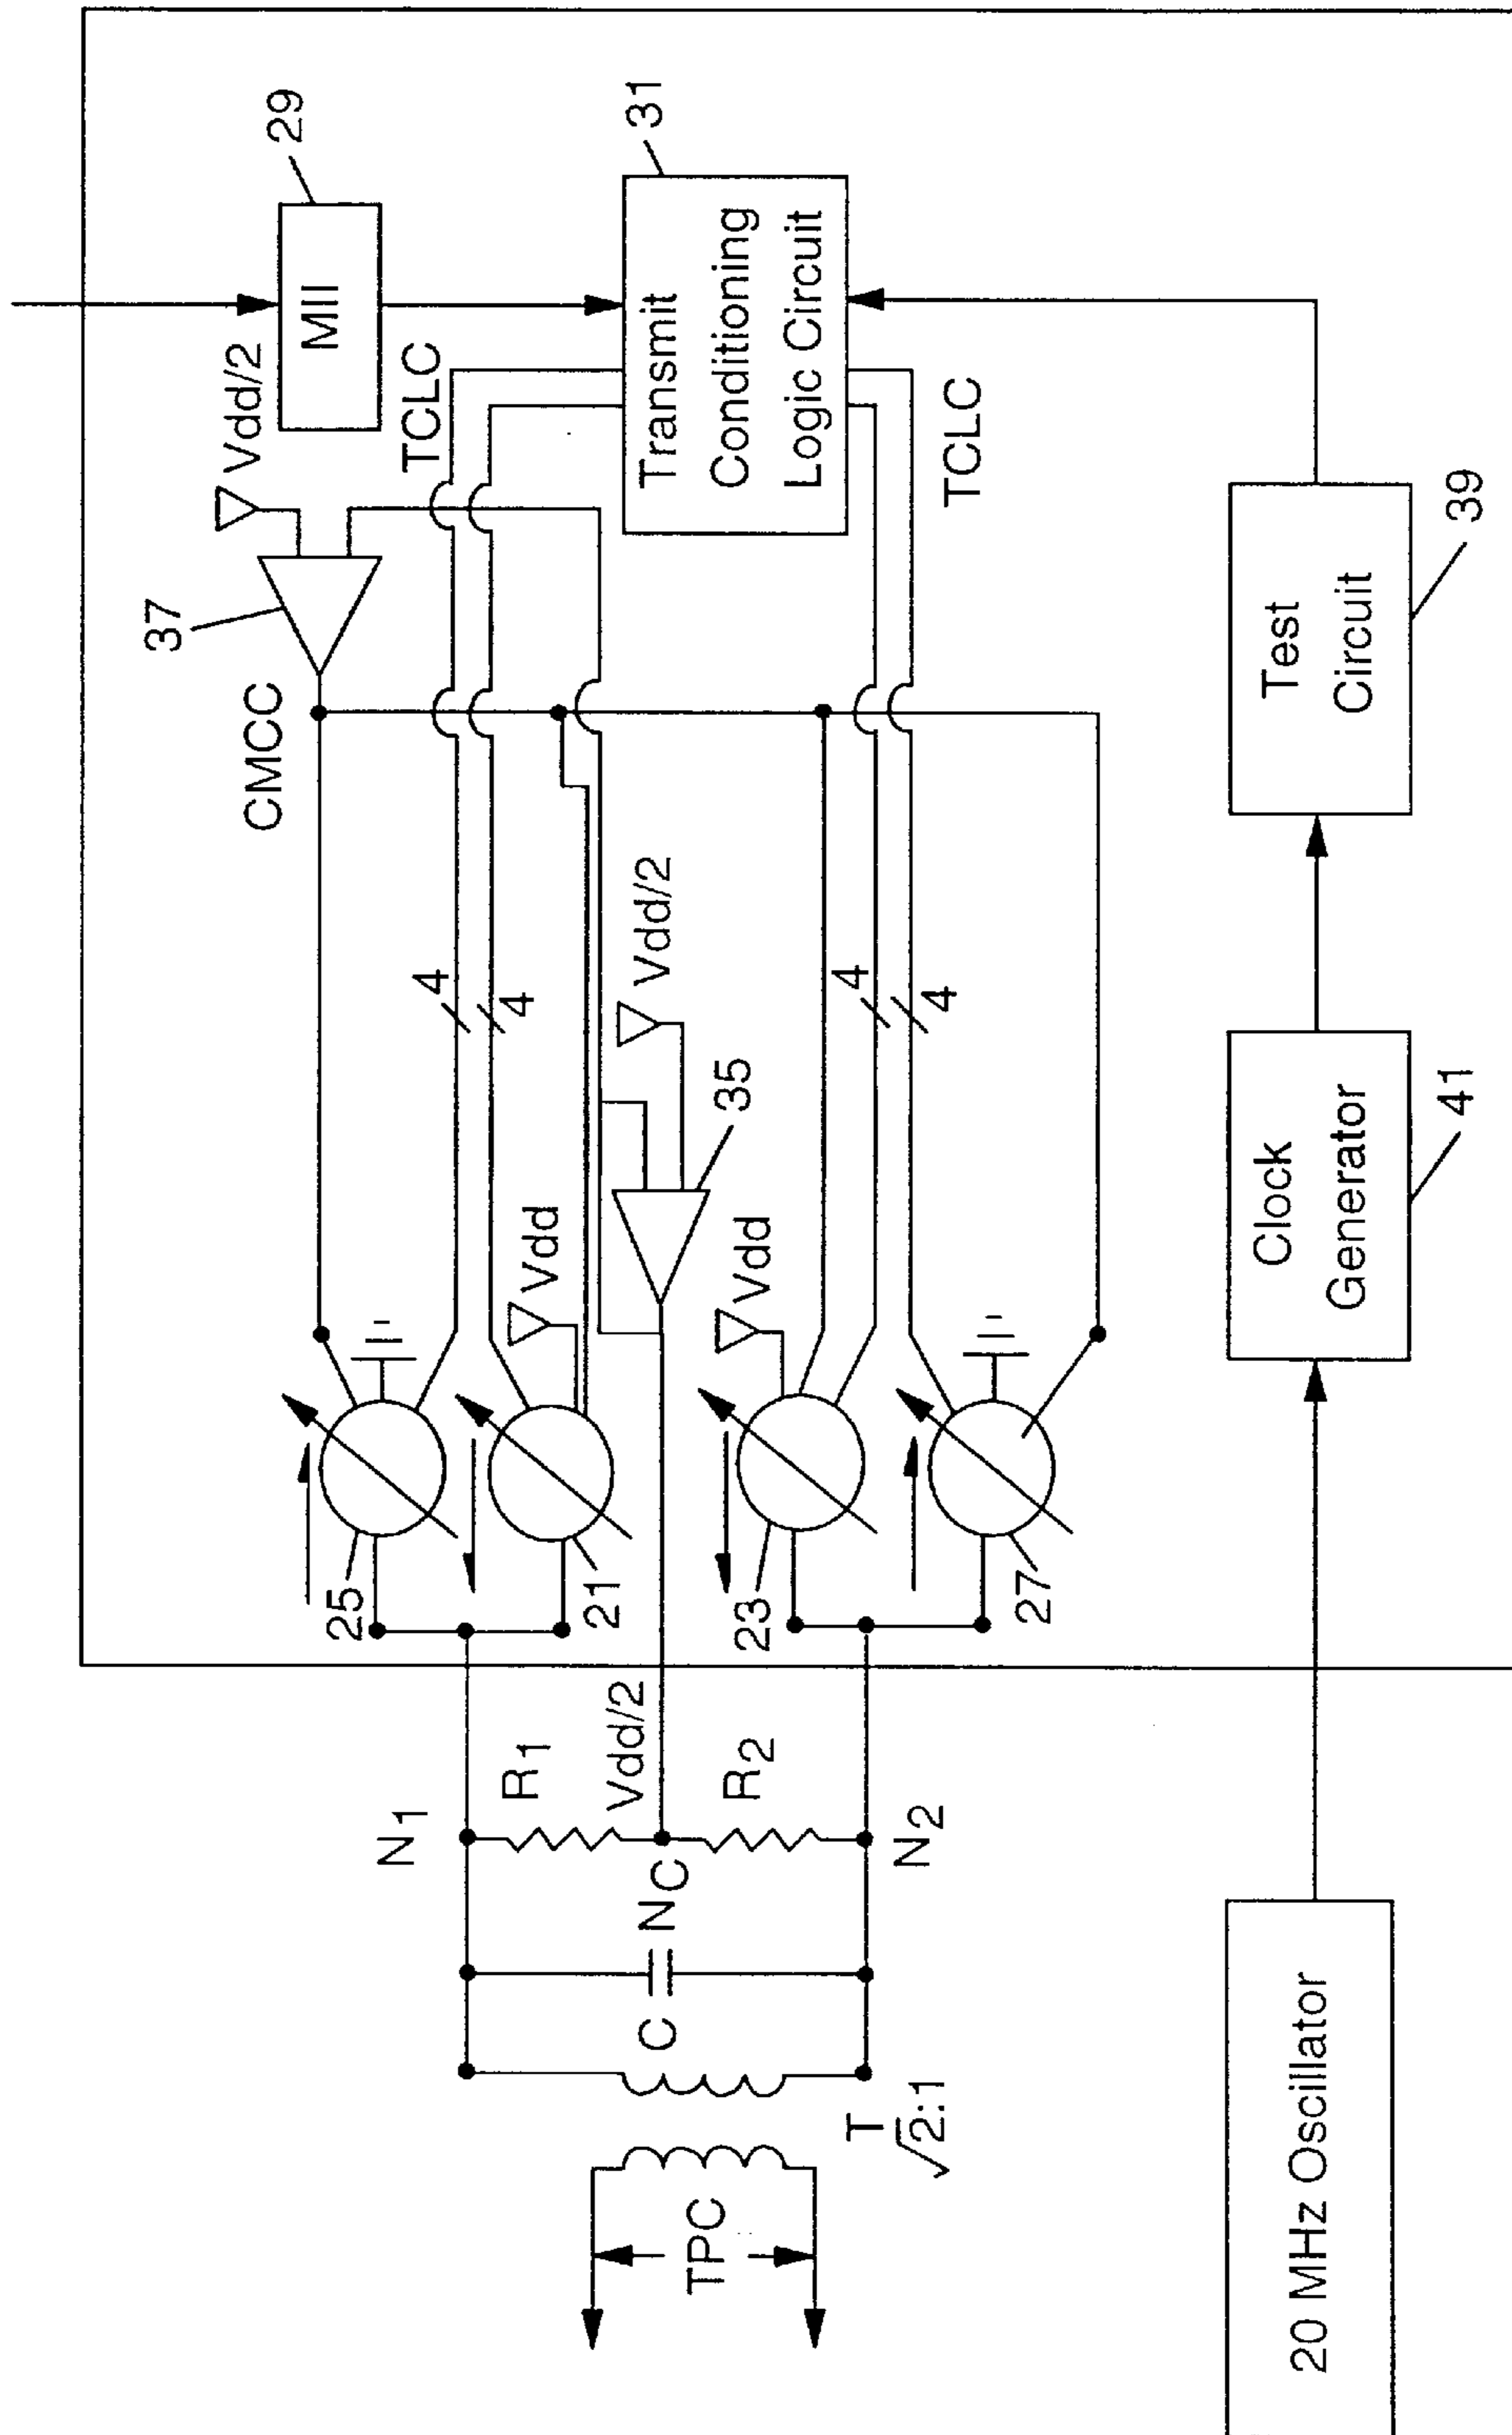 29
MII
Vdd/2
37
TCLC
31
Transmit
Conditioning
Logic Circuit
TCLC
CMCC
4
4
Vdd/2
4
4
35
Vdd
Vdd
25
21
23
27
Test
Circuit
39
Clock
Generator
41
N1
R1
Vdd/2
R2
N2
NC
C
T
√2:1
TPC
20 MHz Oscillator